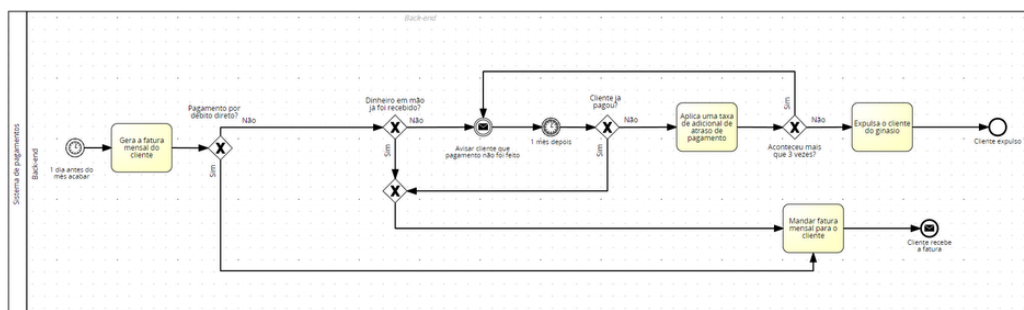 Back-end
Sistema de pagamentos
Back-end
1 dia antes do
mês acabar
Gera a fatura
mensal do
cliente
Pagamento por
débito direto?
Não
Sim
Dinheiro em mão
já foi recebido?
Não
Sim
Avisar cliente que
pagamento não foi feito
1 mês depois
Cliente já
pagou?
Não
Sim
Aplica uma taxa
de adicional de
atraso de
pagamento
Sim
Não
Aconteceu mais
que 3 vezes?
Expulsa o cliente
do ginásio
Cliente expulso
Mandar fatura
mensal para o
cliente
Cliente recebe
a fatura